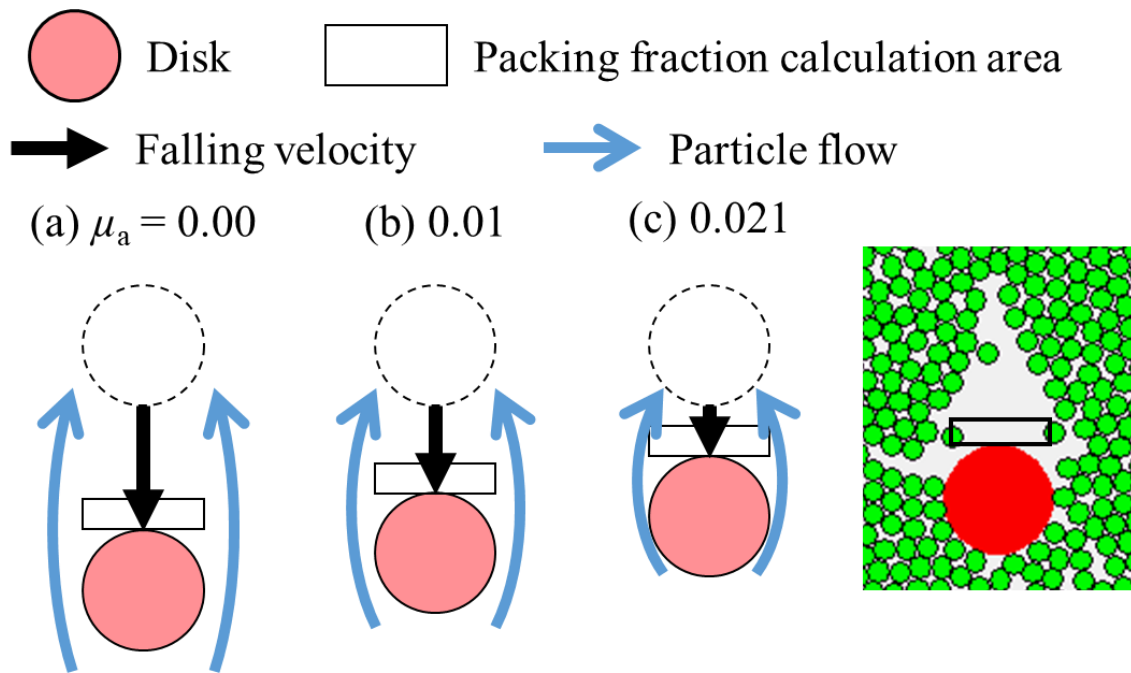 Disk
Packing fraction calculation area
Falling velocity
Particle flow
(a) μa = 0.00
(b) 0.01
(c) 0.021